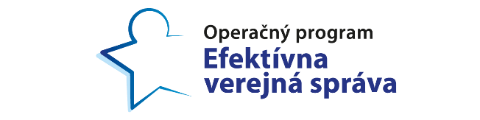 Operačný program
Efektívna
verejná správa